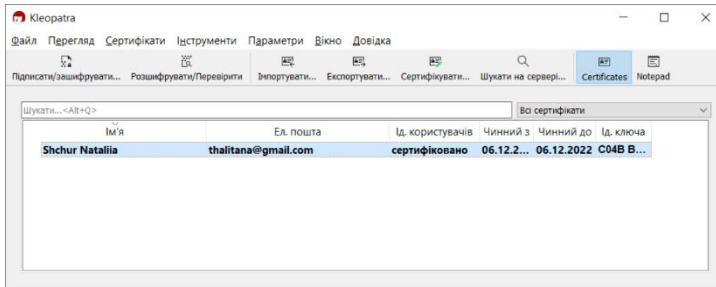 Kleopatra
Файл Перегляд Сертифікати Інструменти Параметри Вікно Довідка
Підписати/зашифрувати... Розшифрувати/Перевірити Імпортувати... Експортувати... Сертифікувати... Шукати на сервері... Certificates Notepad
Шукати...<Alt+Q> Всі сертифікати
Ім'я Ел. пошта Ід. користувачів Чинний з Чинний до Ід. ключа
Shchur Nataliia thalitana@gmail.com сертифіковано 06.12.2... 06.12.2022 C04B B...